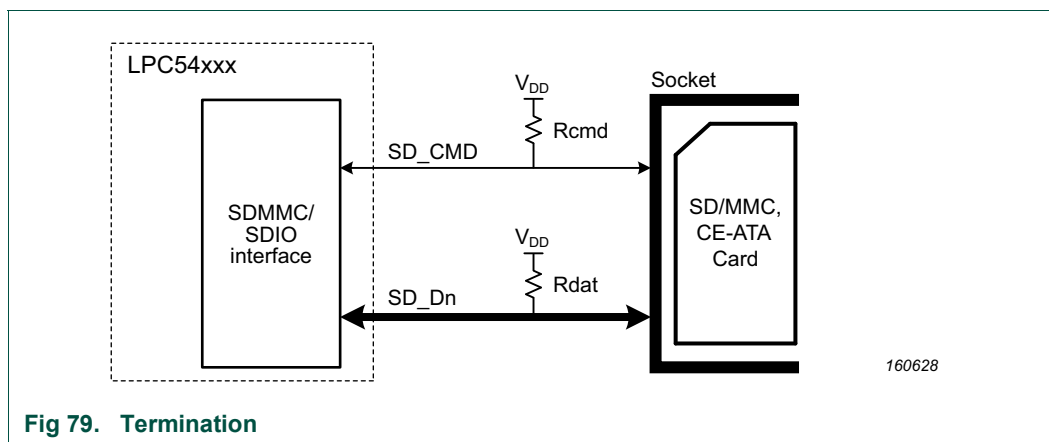 LPC54xxx
SDMMC/
SDIO
interface
SD_CMD
VDD
Rcmd
SD_Dn
VDD
Rdat
Socket
SD/MMC,
CE-ATA
Card
160628
Fig 79. Termination